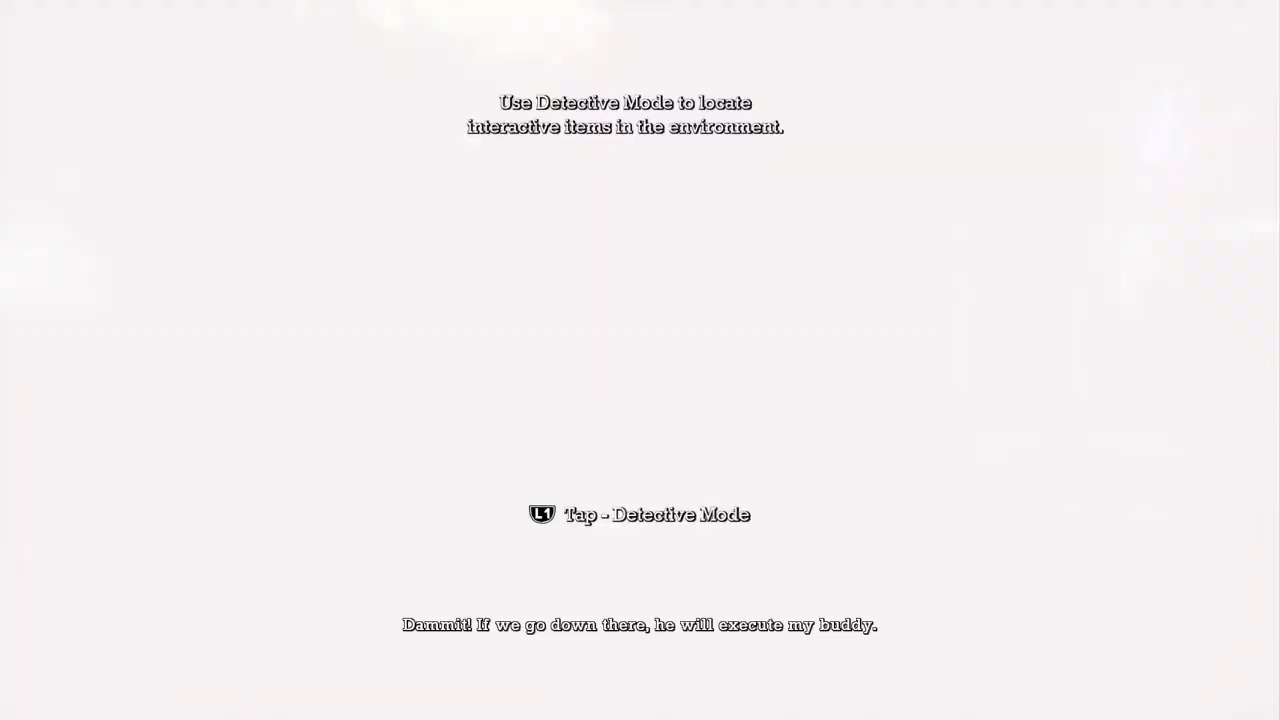 Use Detective Mode to locate
interactive items in the environment.
L1 Tap - Detective Mode
Dammit! If we go down there, he will execute my buddy.